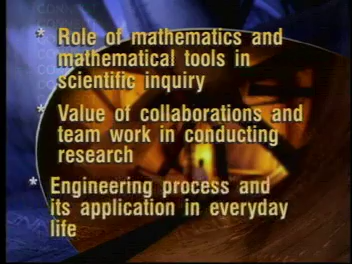 * Role of mathematics and
mathematical tools in
scientific inquiry
* Value of collaborations and
team work in conducting
research
* Engineering process and
its application in everyday
life